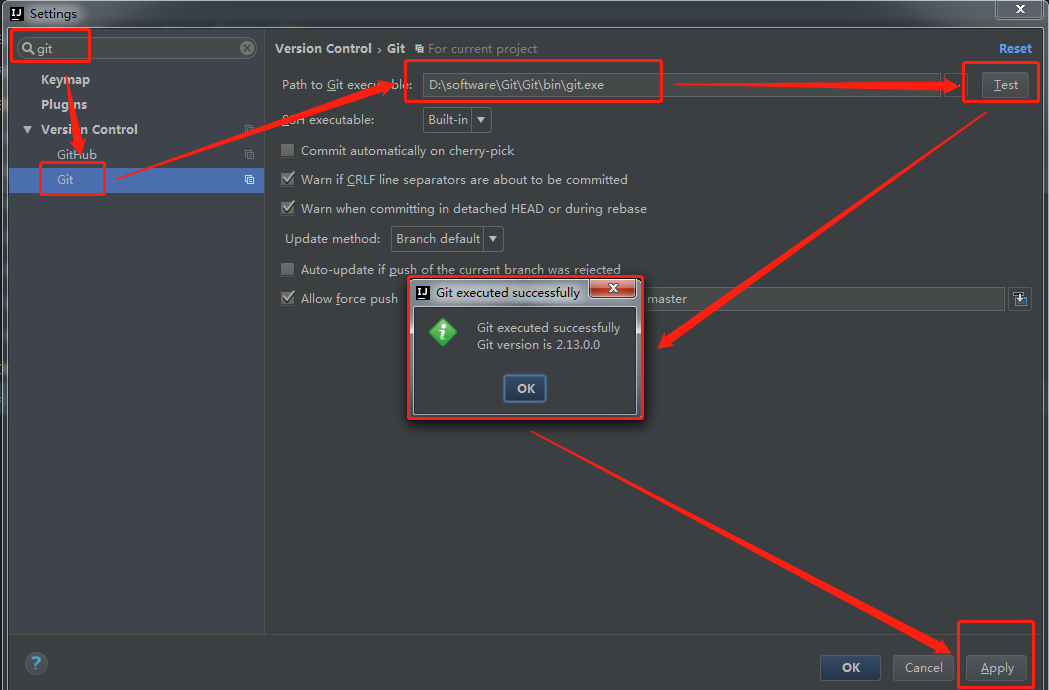 Settings
git
Keymap
Plugins
Version Control
GitHub
Git
Version Control › Git For current project
Reset
Path to Git executable: D:\software\Git\Git\bin\git.exe
Test
SSH executable: Built-in
Commit automatically on cherry-pick
Warn if CRLF line separators are about to be committed
Warn when committing in detached HEAD or during rebase
Update method: Branch default
Auto-update if push of the current branch was rejected
Allow force push
master
Git executed successfully
Git executed successfully
Git version is 2.13.0.0
OK
OK
Cancel
Apply